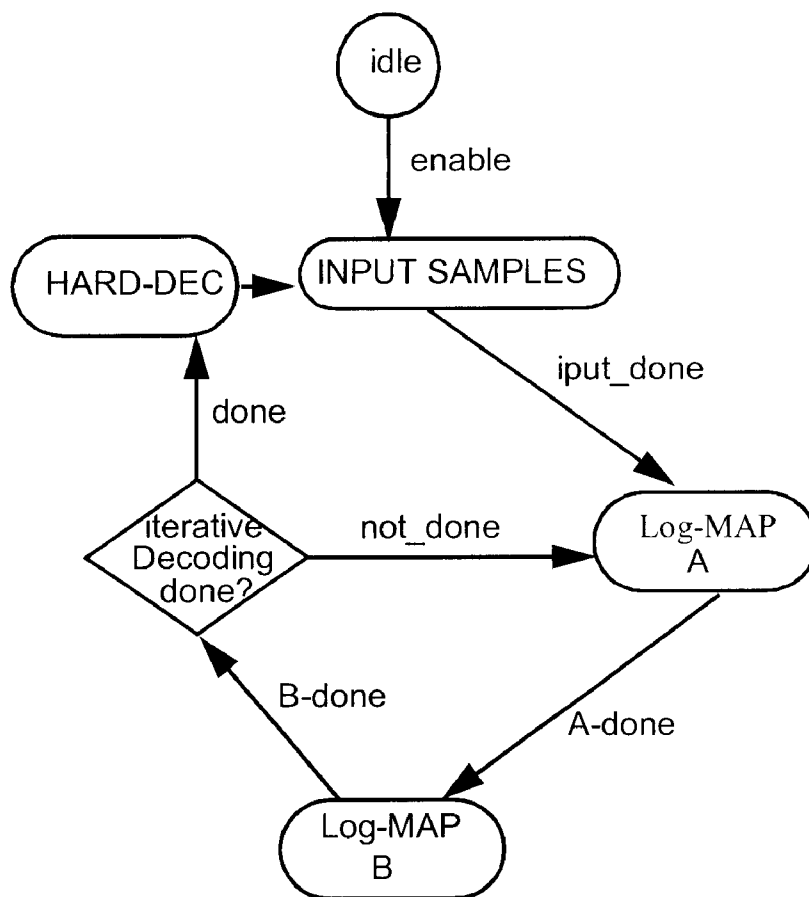 idle
enable
HARD-DEC
INPUT SAMPLES
iput_done
done
iterative
Decoding
done?
not_done
Log-MAP
A
B-done
A-done
Log-MAP
B